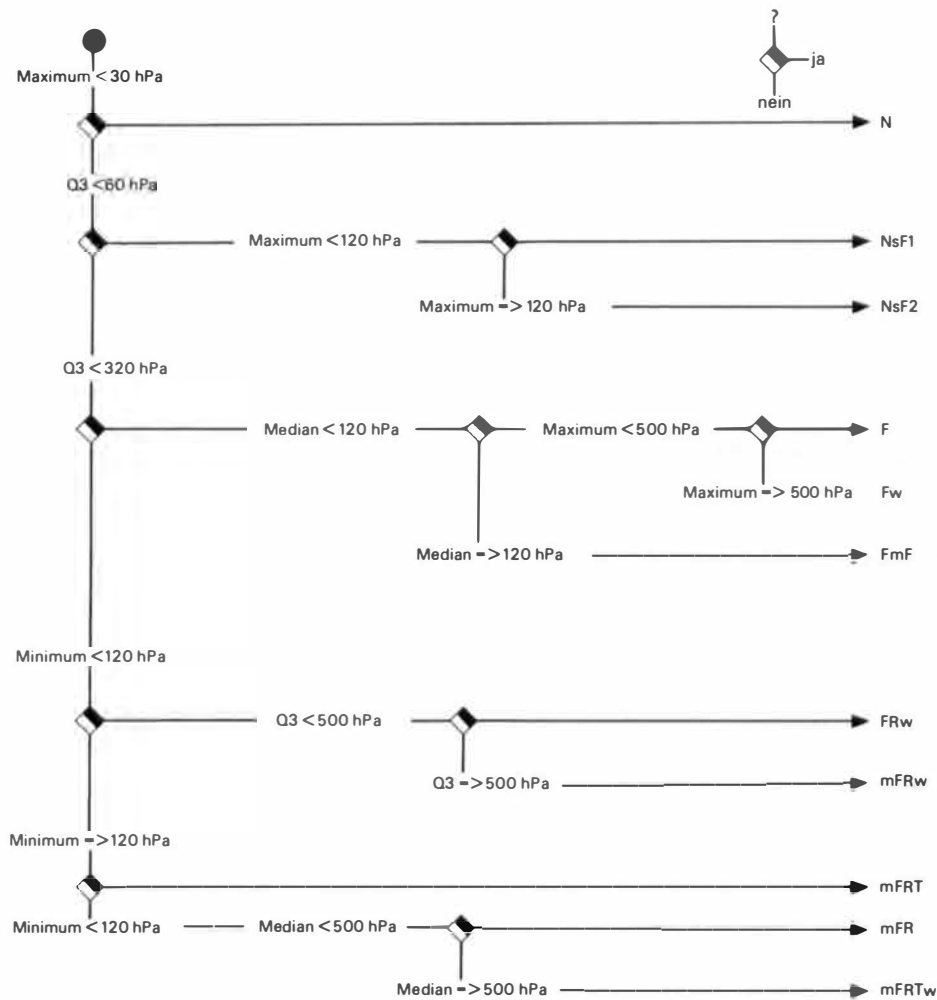 ?
Maximum <30 hPa
ja
nein
N
Q3 <60 hPa
Maximum <120 hPa NsF1
Maximum => 120 hPa NsF2
Q3 <320 hPa
Median <120 hPa Maximum <500 hPa F
Maximum => 500 hPa Fw
Median => 120 hPa FmF
Minimum <120 hPa
Q3 <500 hPa FRw
Q3 =>500 hPa mFRw
Minimum =>120 hPa
mFRT
Minimum <120 hPa Median <500 hPa mFR
Median =>500 hPa mFRTw